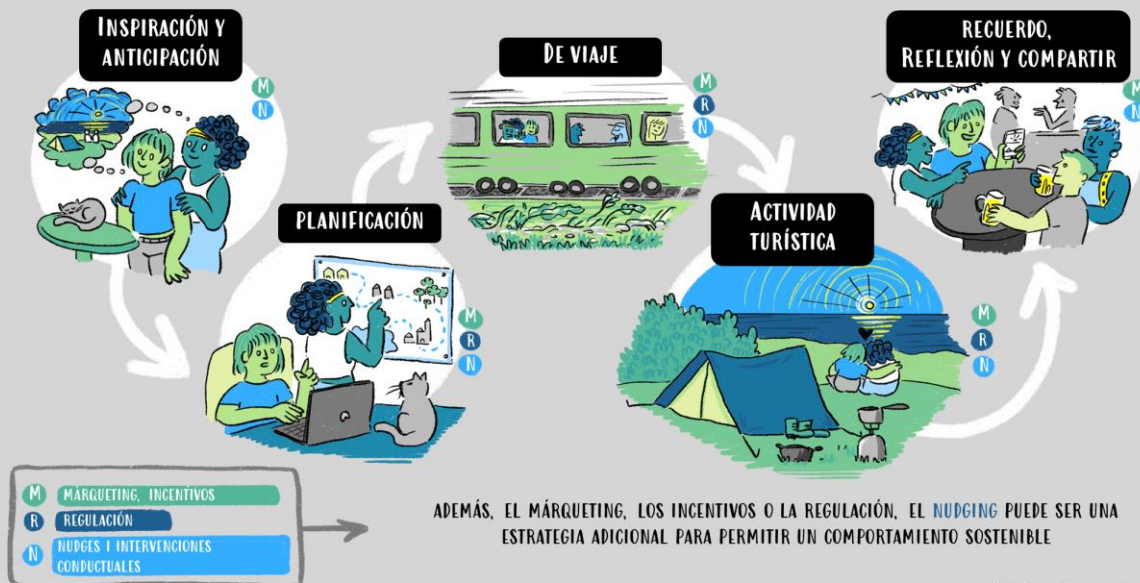 INSPIRACIÓN Y
ANTICIPACIÓN
M
N
PLANIFICACIÓN
M
R
N
DE VIAJE
M
R
N
ACTIVIDAD
TURÍSTICA
M
R
N
RECUERDO,
REFLEXIÓN Y COMPARTIR
M
N
M MÁRQUETING, INCENTIVOS
R REGULACIÓN
N NUDGES I INTERVENCIONES
CONDUCTUALES
ADEMÁS, EL MÁRQUETING, LOS INCENTIVOS O LA REGULACIÓN, EL NUDGING PUEDE SER UNA
ESTRATEGIA ADICIONAL PARA PERMITIR UN COMPORTAMIENTO SOSTENIBLE